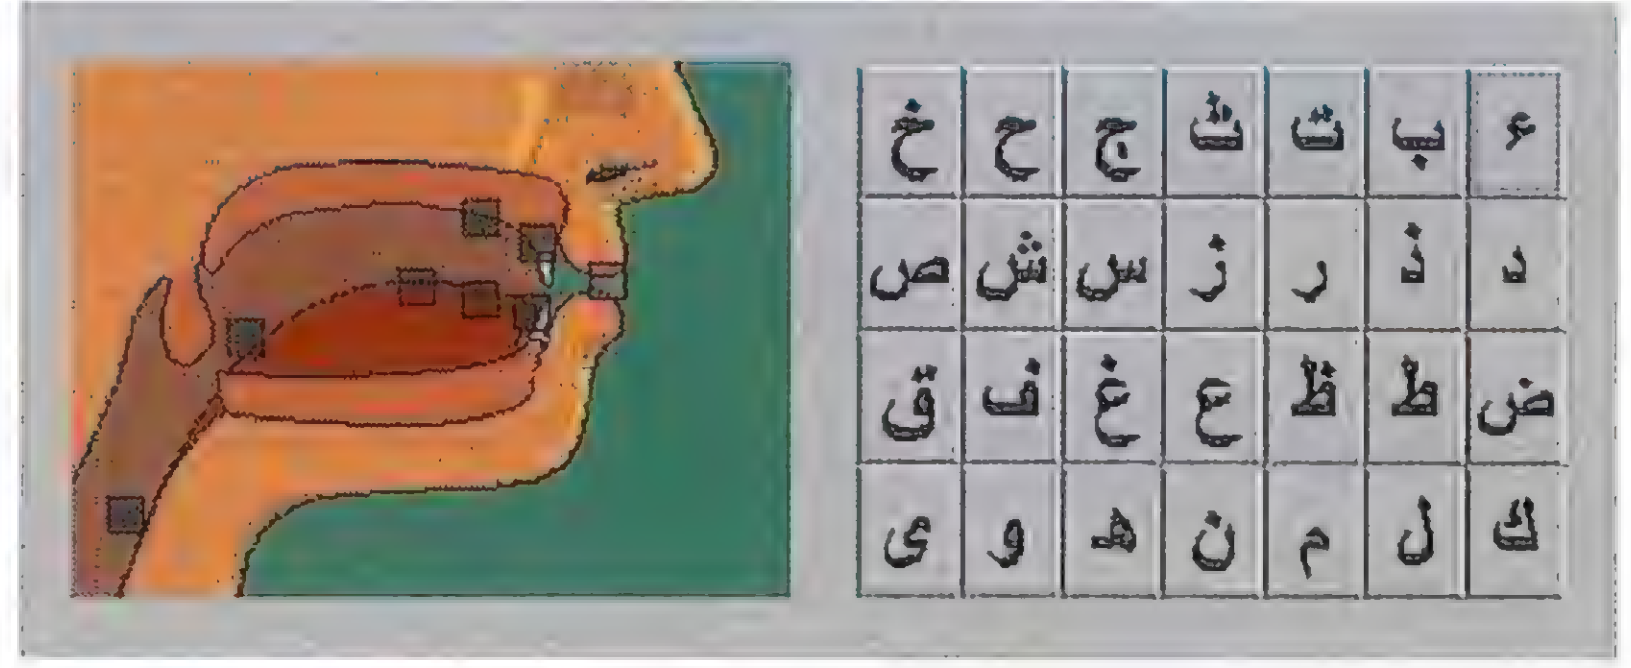 ء ب ت ث ج ح خ
د ذ ر ز س ش ص
ض ط ظ ع غ ف ق
ك ل م ن ه و ى